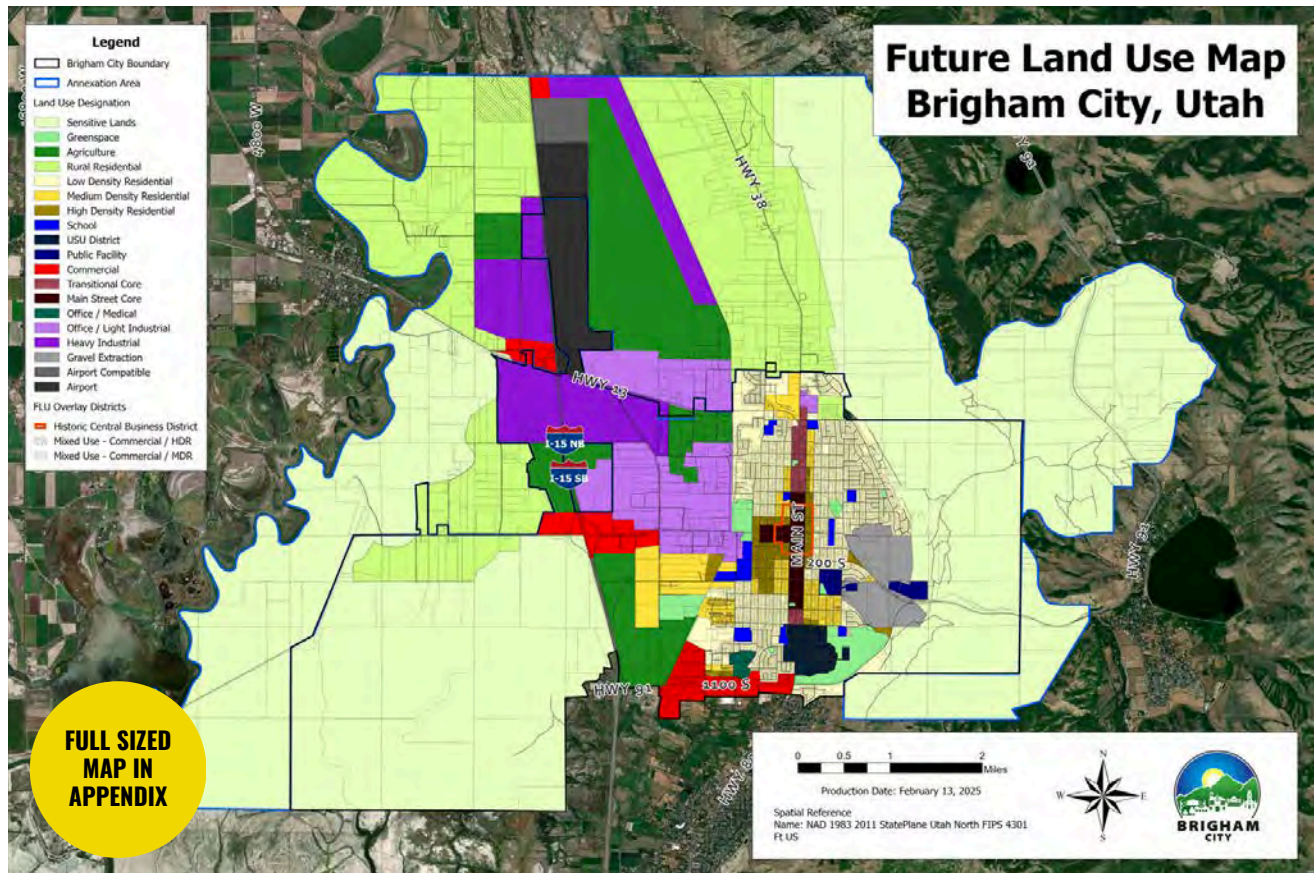 Future Land Use Map
Brigham City, Utah
Legend
Brigham City Boundary
Annexation Area
Land Use Designation
Sensitive Lands
Greenspace
Agriculture
Rural Residential
Low Density Residential
Medium Density Residential
High Density Residential
School
USU District
Public Facility
Commercial
Transitional Core
Main Street Core
Office / Medical
Office / Light Industrial
Heavy Industrial
Gravel Extraction
Airport Compatible
Airport
FLU Overlay Districts
Historic Central Business District
Mixed Use - Commercial / HDR
Mixed Use - Commercial / MDR
4800 W
HWY 38
HWY 13
I-15 NB
I-15 SB
MAIN ST
200 S
HWY 91
1100 S
FULL SIZED
MAP IN
APPENDIX
0 0.5 1 2
Miles
Production Date: February 13, 2025
Spatial Reference
Name: NAD 1983 2011 StatePlane Utah North FIPS 4301
Ft US
N
W E
S
BRIGHAM
CITY